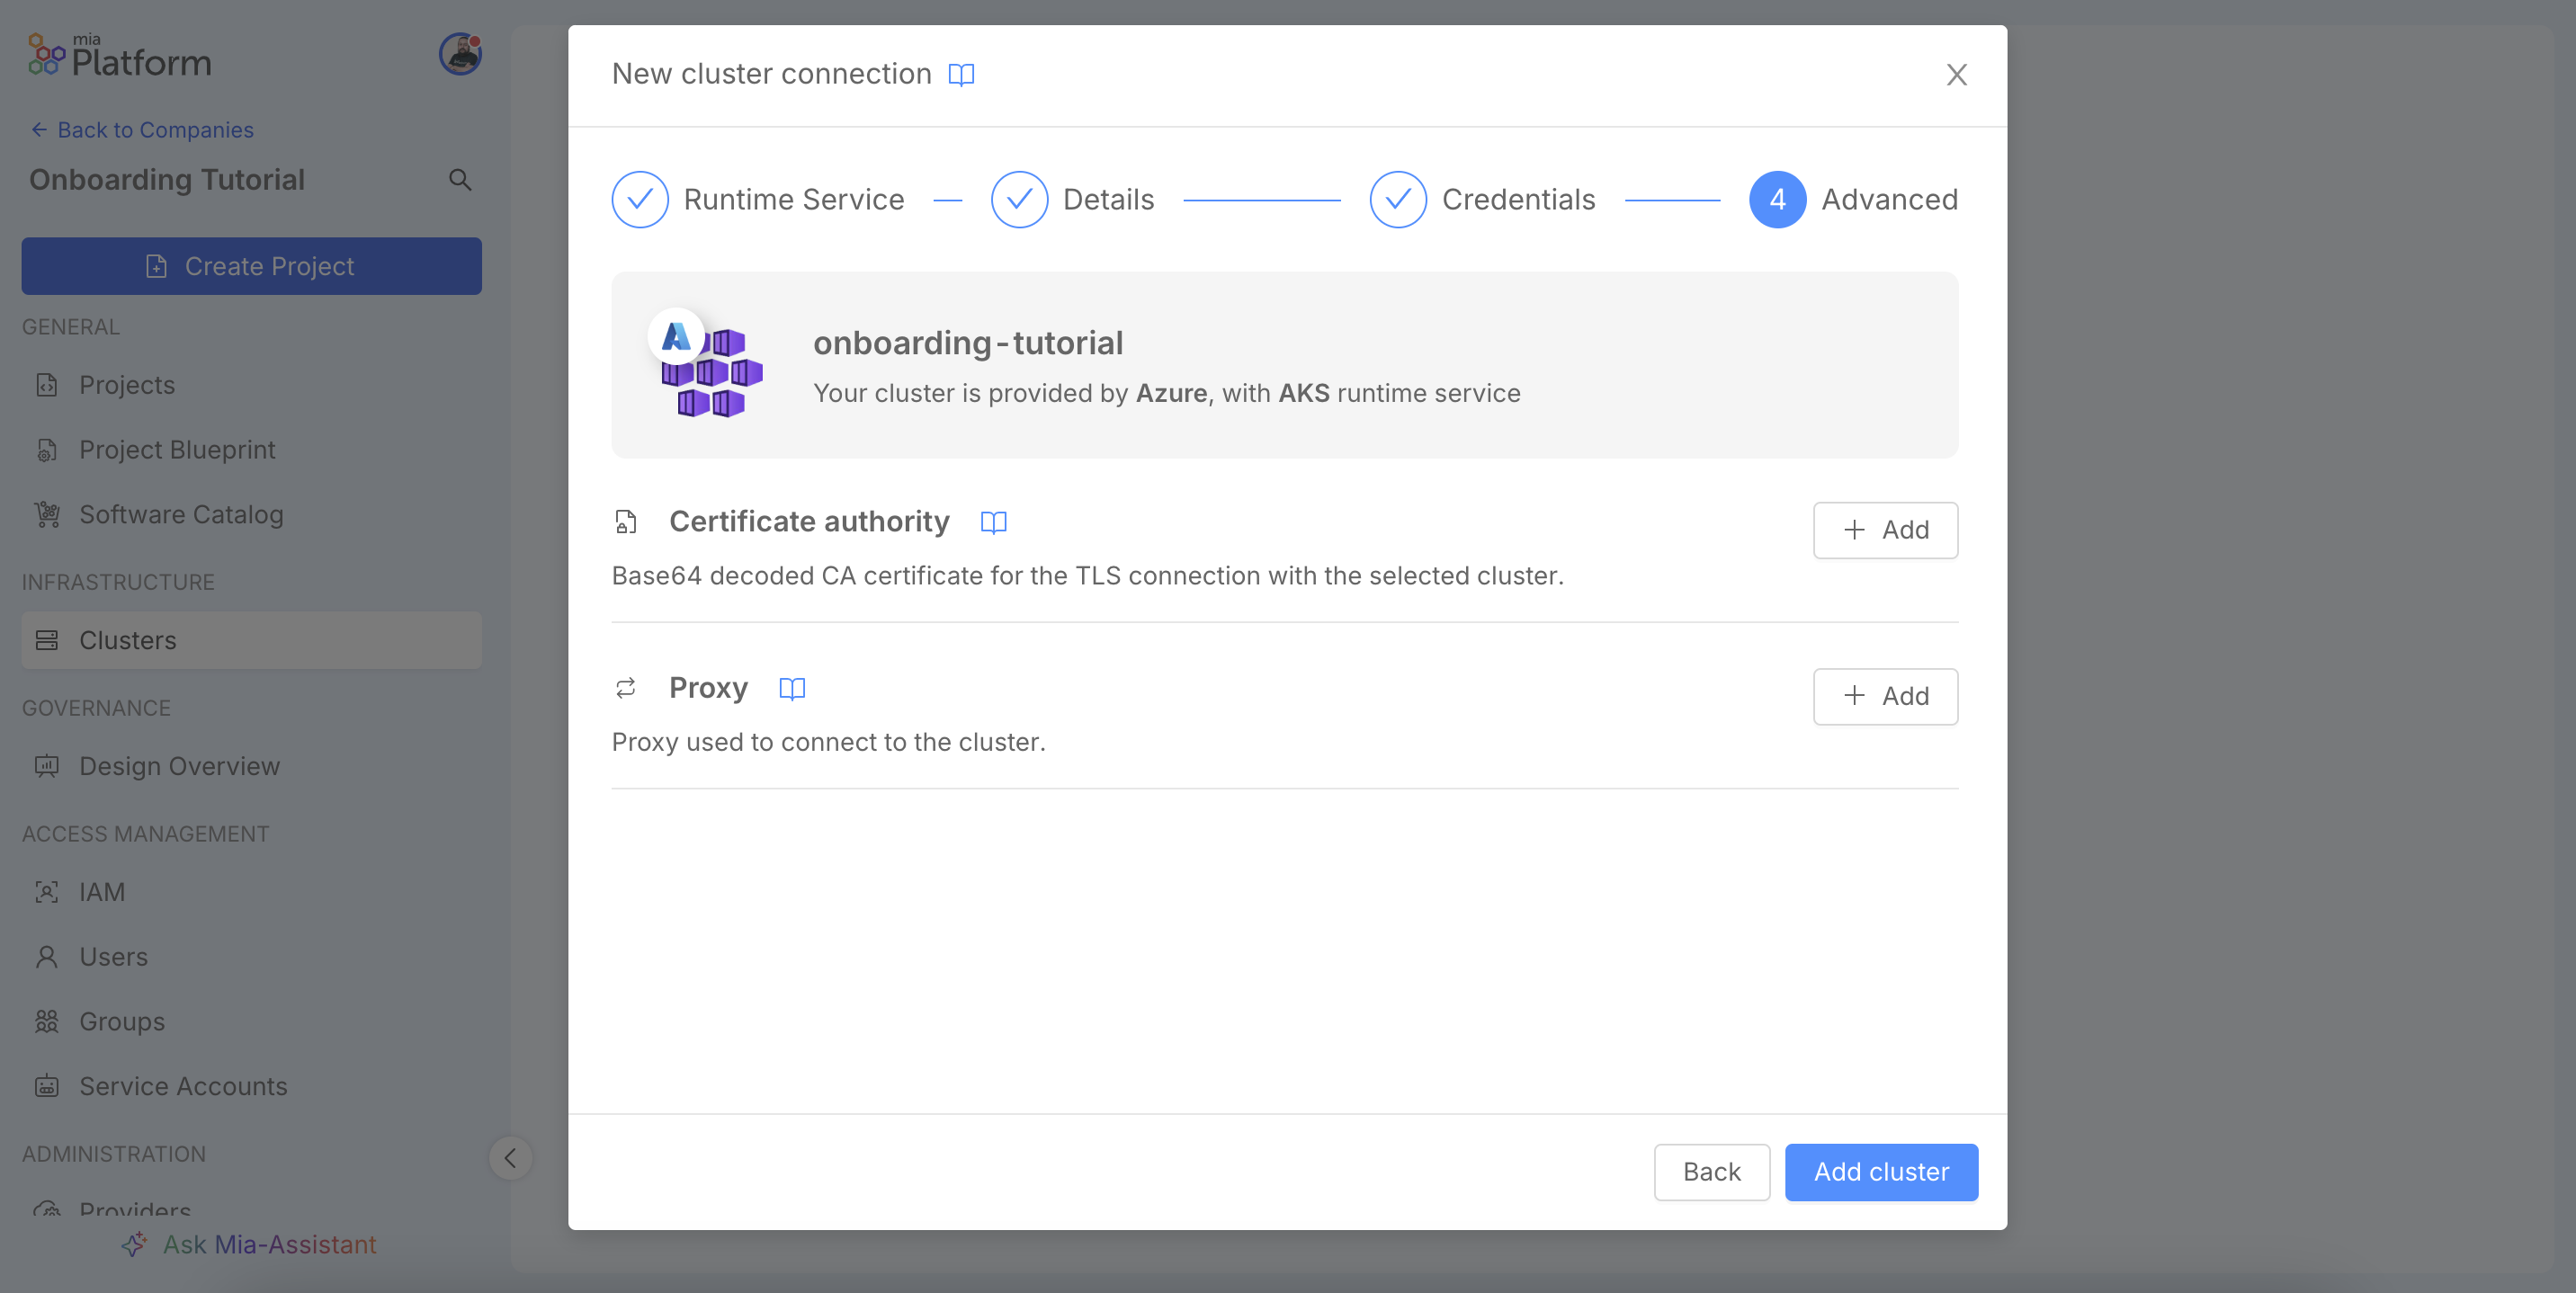 mia
Platform
Back to Companies
Onboarding Tutorial
Create Project
GENERAL
Projects
Project Blueprint
Software Catalog
INFRASTRUCTURE
Clusters
GOVERNANCE
Design Overview
ACCESS MANAGEMENT
IAM
Users
Groups
Service Accounts
ADMINISTRATION
Providers
Ask Mia-Assistant
New cluster connection
Runtime Service
Details
Credentials
4 Advanced
onboarding-tutorial
Your cluster is provided by Azure, with AKS runtime service
Certificate authority
Add
Base64 decoded CA certificate for the TLS connection with the selected cluster.
Proxy
Add
Proxy used to connect to the cluster.
Back
Add cluster